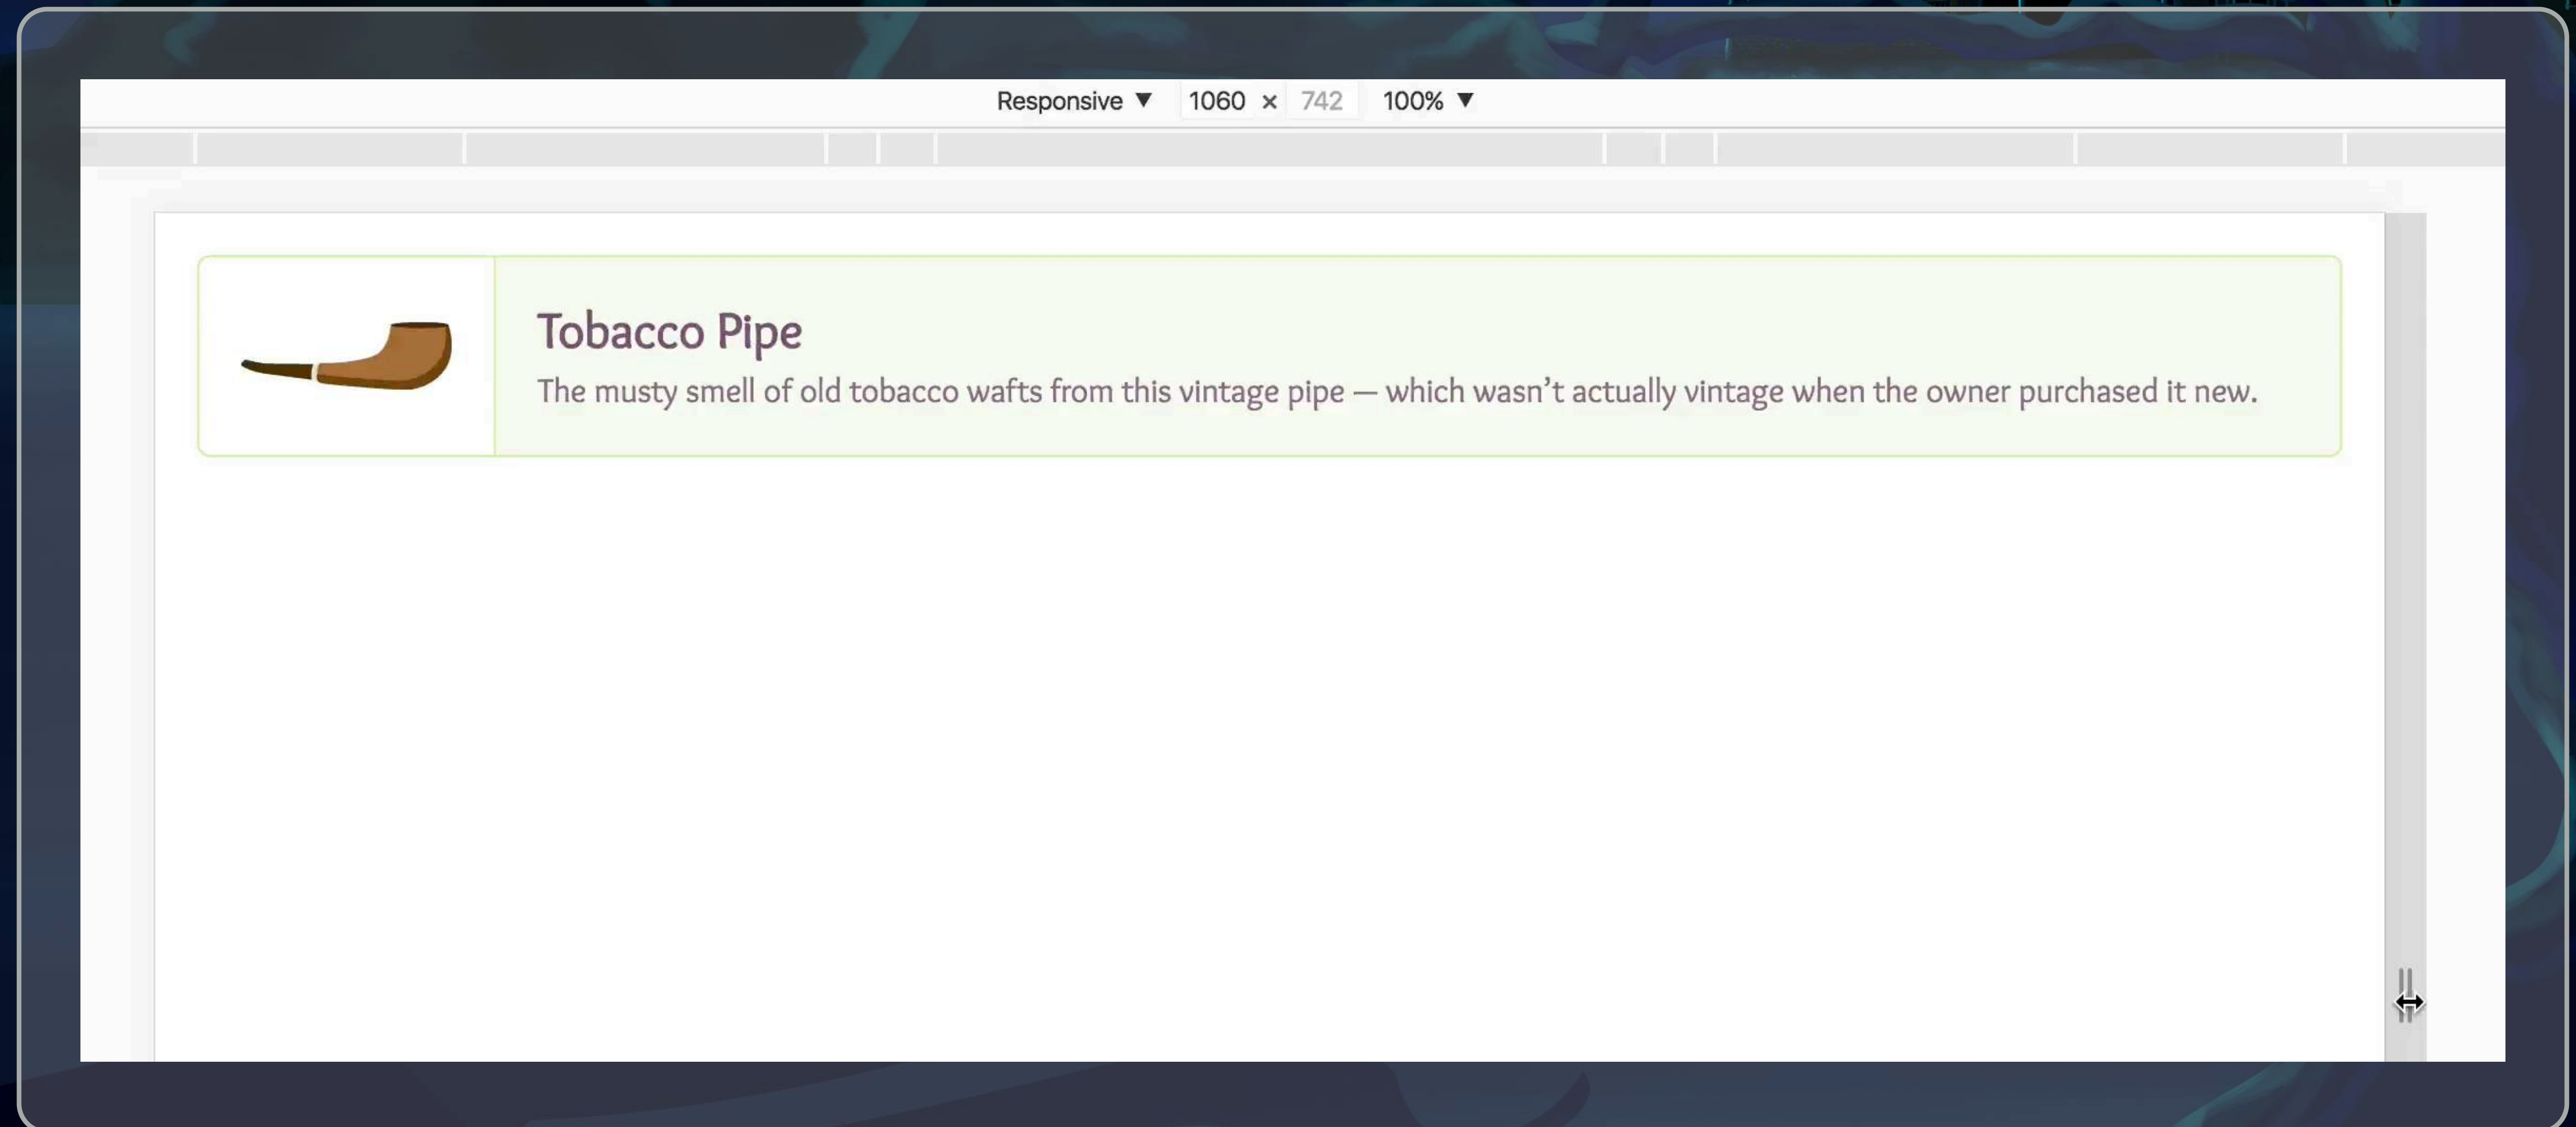 Responsive ▼ 1060 × 742 100% ▼
Tobacco Pipe
The musty smell of old tobacco wafts from this vintage pipe — which wasn’t actually vintage when the owner purchased it new.